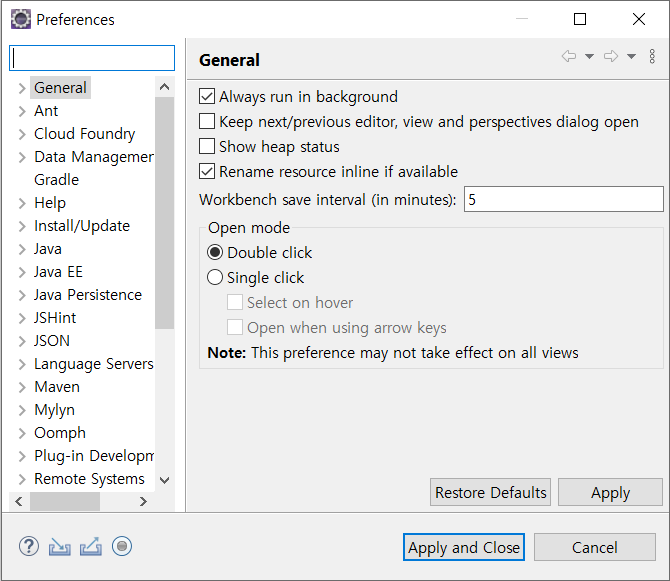 Preferences
General
Ant
Cloud Foundry
Data Managemen
Gradle
Help
Install/Update
Java
Java EE
Java Persistence
JSHint
JSON
Language Servers
Maven
Mylyn
Oomph
Plug-in Developm
Remote Systems
General
Always run in background
Keep next/previous editor, view and perspectives dialog open
Show heap status
Rename resource inline if available
Workbench save interval (in minutes): 5
Open mode
Double click
Single click
Select on hover
Open when using arrow keys
Note: This preference may not take effect on all views
Restore Defaults Apply
? Apply and Close Cancel